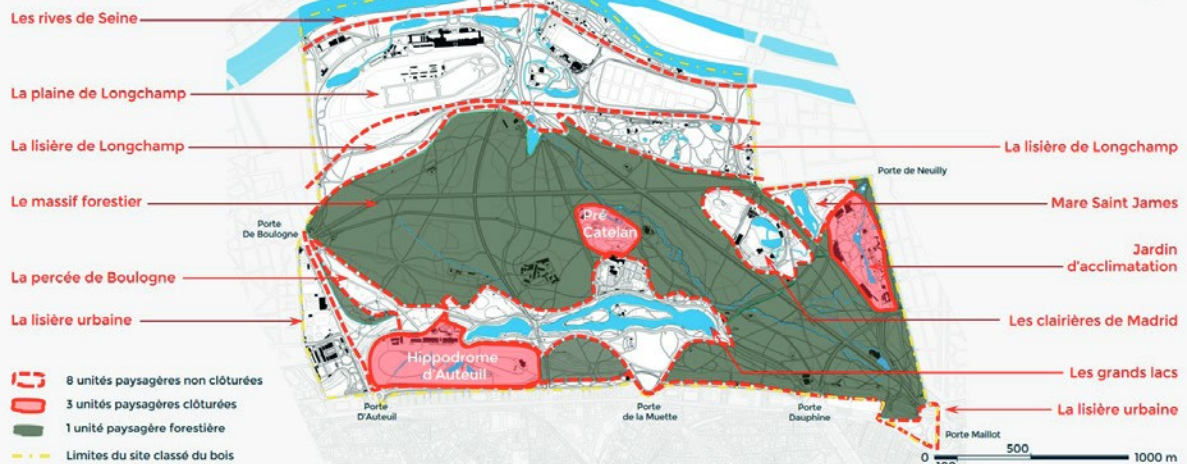 Les rives de Seine
La plaine de Longchamp
La lisière de Longchamp
Le massif forestier
Porte
De Boulogne
La percée de Boulogne
La lisière urbaine
Pré
Catelan
Hippodrome
d'Auteuil
La lisière de Longchamp
Porte de Neuilly
Mare Saint James
Jardin
d'acclimatation
Les clairières de Madrid
Les grands lacs
La lisière urbaine
Porte
D'Auteuil
Porte
de la Muette
Porte
Dauphine
Porte Maillot
8 unités paysagères non clôturées
3 unités paysagères clôturées
1 unité paysagère forestière
Limites du site classé du bois
0 500 1000 m
100